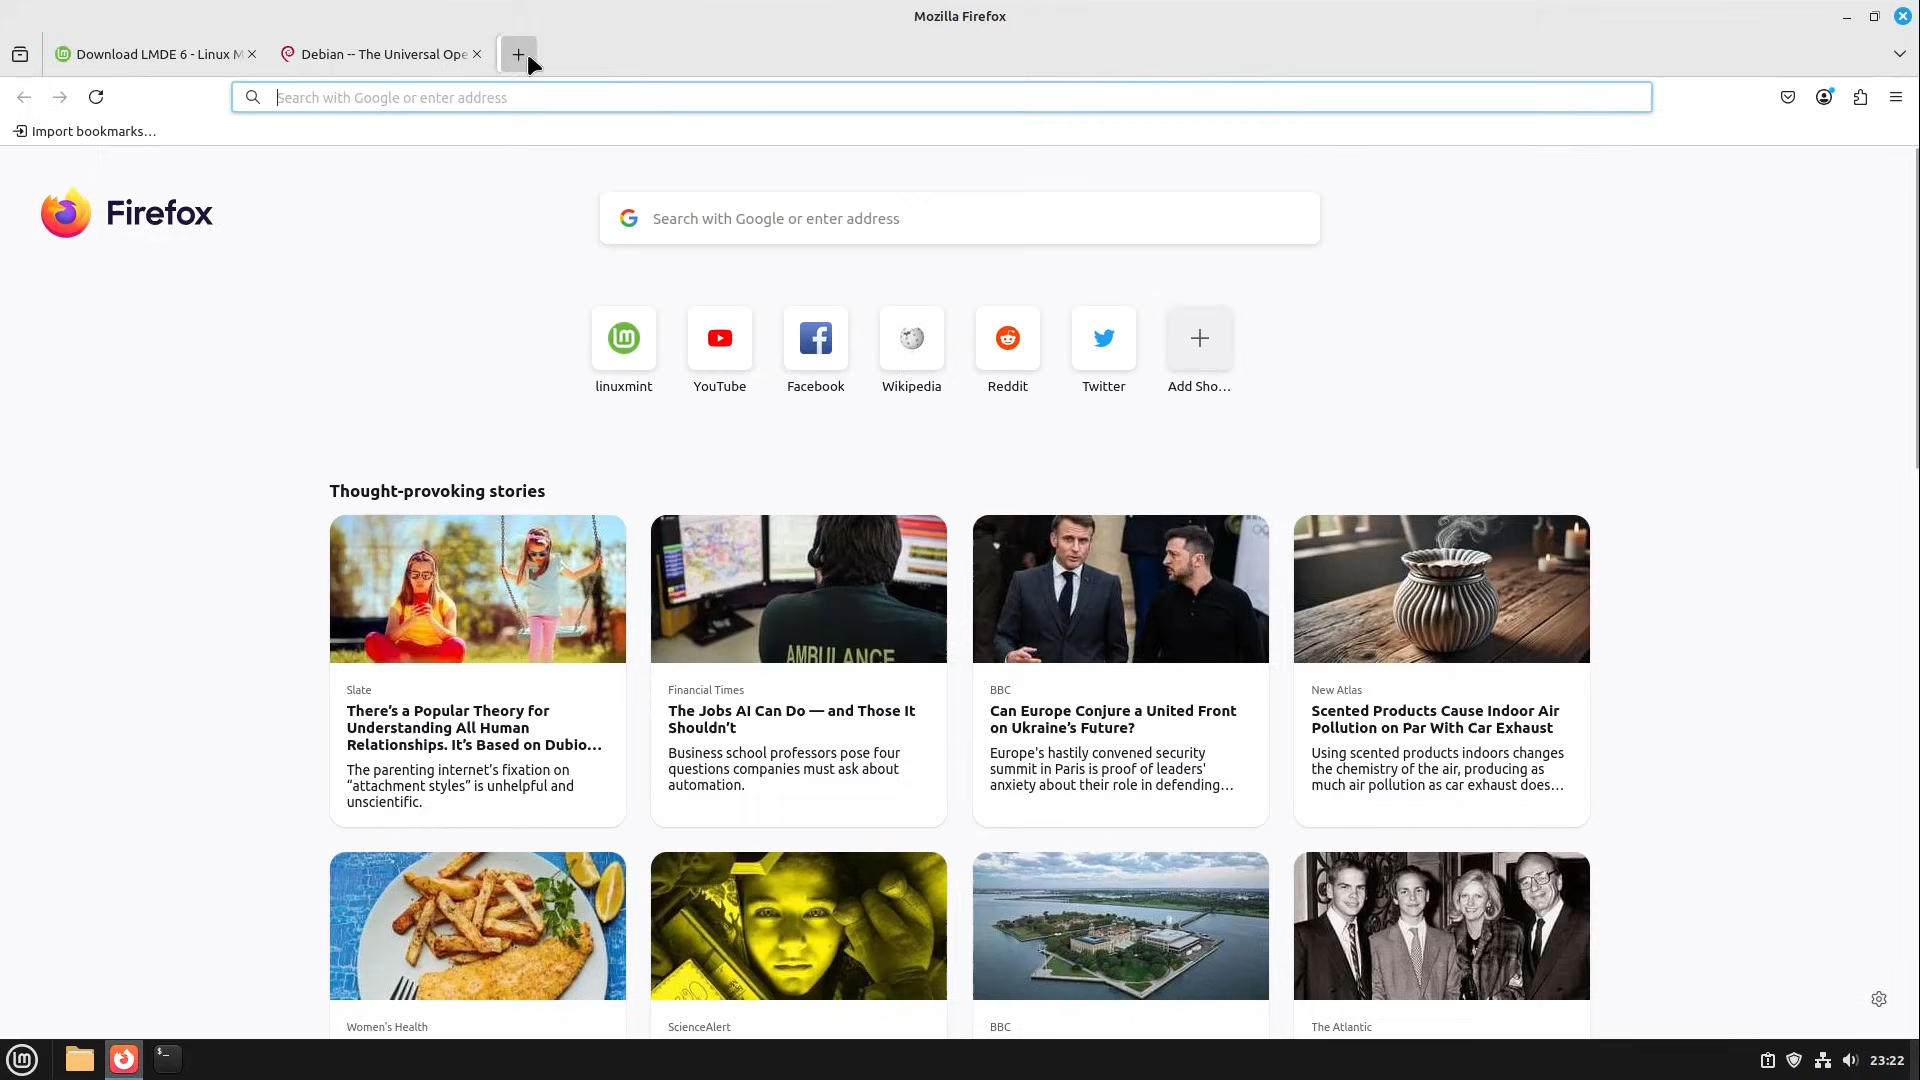 Mozilla Firefox
Download LMDE 6 - Linux M
Debian -- The Universal Ope
Search with Google or enter address
Import bookmarks…
Firefox
Search with Google or enter address
linuxmint
YouTube
Facebook
Wikipedia
Reddit
Twitter
Add Sho…
Thought-provoking stories
AMBULANCE
Slate
There’s a Popular Theory for
Understanding All Human
Relationships. It’s Based on Dubio…
The parenting internet’s fixation on
“attachment styles” is unhelpful and
unscientific.
Financial Times
The Jobs AI Can Do — and Those It
Shouldn’t
Business school professors pose four
questions companies must ask about
automation.
BBC
Can Europe Conjure a United Front
on Ukraine’s Future?
Europe's hastily convened security
summit in Paris is proof of leaders'
anxiety about their role in defending…
New Atlas
Scented Products Cause Indoor Air
Pollution on Par With Car Exhaust
Using scented products indoors changes
the chemistry of the air, producing as
much air pollution as car exhaust does…
Women's Health
ScienceAlert
BBC
The Atlantic
23:22